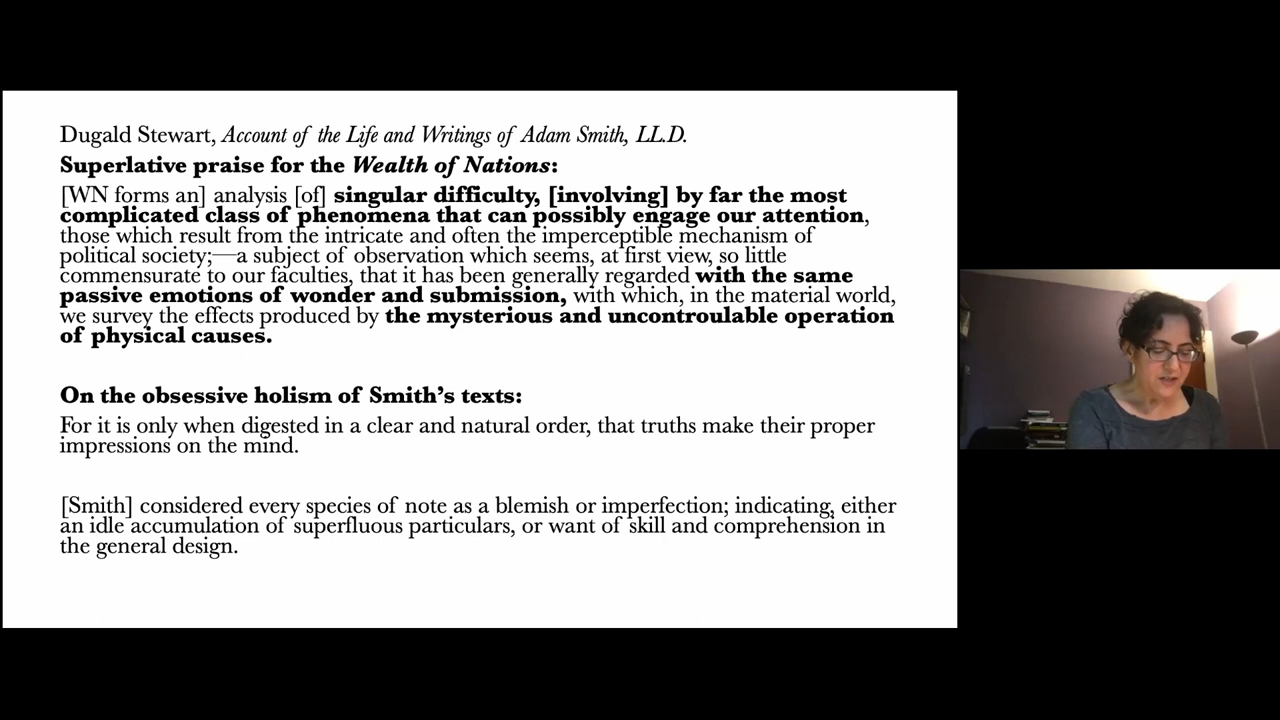 Dugald Stewart, Account of the Life and Writings of Adam Smith, LL.D.
Superlative praise for the Wealth of Nations:
[WN forms an] analysis [of] singular difficulty, [involving] by far the most
complicated class of phenomena that can possibly engage our attention,
those which result from the intricate and often the imperceptible mechanism of
political society;—a subject of observation which seems, at first view, so little
commensurate to our faculties, that it has been generally regarded with the same
passive emotions of wonder and submission, with which, in the material world,
we survey the effects produced by the mysterious and uncontroulable operation
of physical causes.
On the obsessive holism of Smith’s texts:
For it is only when digested in a clear and natural order, that truths make their proper
impressions on the mind.
[Smith] considered every species of note as a blemish or imperfection; indicating, either
an idle accumulation of superfluous particulars, or want of skill and comprehension in
the general design.